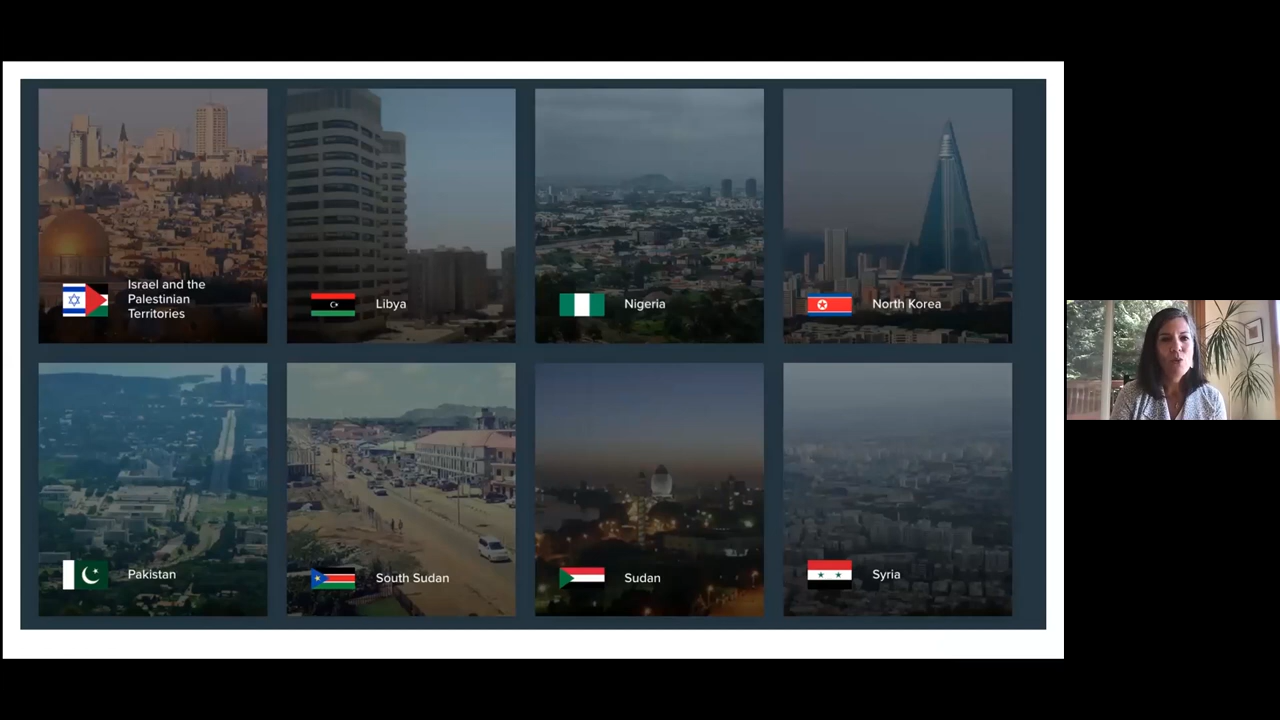 Israel and the
Palestinian
Territories
Libya
Nigeria
North Korea
Pakistan
South Sudan
Sudan
Syria